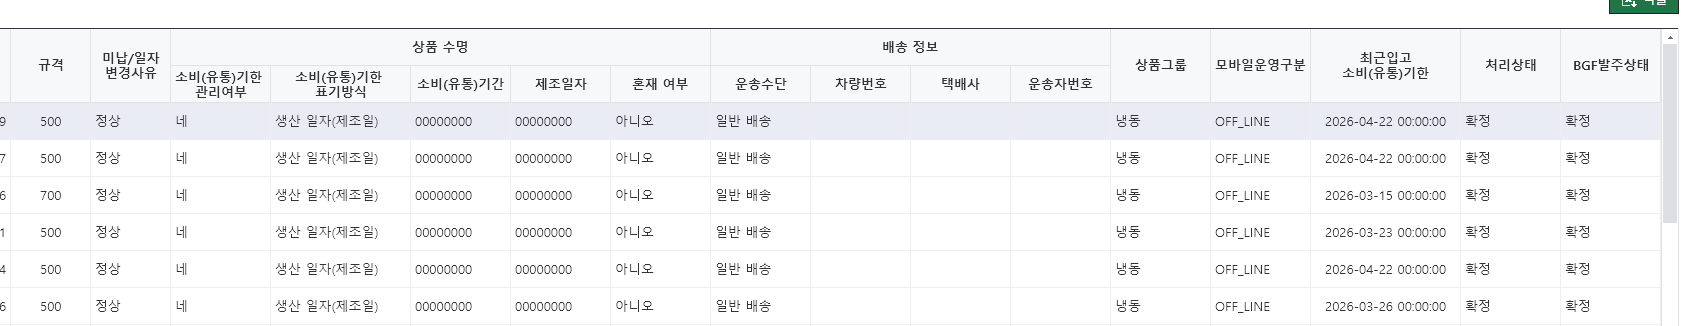 엑셀
규격 미납/일자 변경사유 상품 수명 배송 정보 상품그룹 모바일운영구분 최근입고 소비(유통)기한 처리상태 BGF발주상태
소비(유통)기한 관리여부 소비(유통)기한 표기방식 소비(유통)기간 제조일자 혼재 여부 운송수단 차량번호 택배사 운송자번호
9 500 정상 네 생산 일자(제조일) 00000000 00000000 아니오 일반 배송 냉동 OFF_LINE 2026-04-22 00:00:00 확정 확정
7 500 정상 네 생산 일자(제조일) 00000000 00000000 아니오 일반 배송 냉동 OFF_LINE 2026-04-22 00:00:00 확정 확정
6 700 정상 네 생산 일자(제조일) 00000000 00000000 아니오 일반 배송 냉동 OFF_LINE 2026-03-15 00:00:00 확정 확정
1 500 정상 네 생산 일자(제조일) 00000000 00000000 아니오 일반 배송 냉동 OFF_LINE 2026-03-23 00:00:00 확정 확정
4 500 정상 네 생산 일자(제조일) 00000000 00000000 아니오 일반 배송 냉동 OFF_LINE 2026-04-22 00:00:00 확정 확정
6 500 정상 네 생산 일자(제조일) 00000000 00000000 아니오 일반 배송 냉동 OFF_LINE 2026-03-26 00:00:00 확정 확정